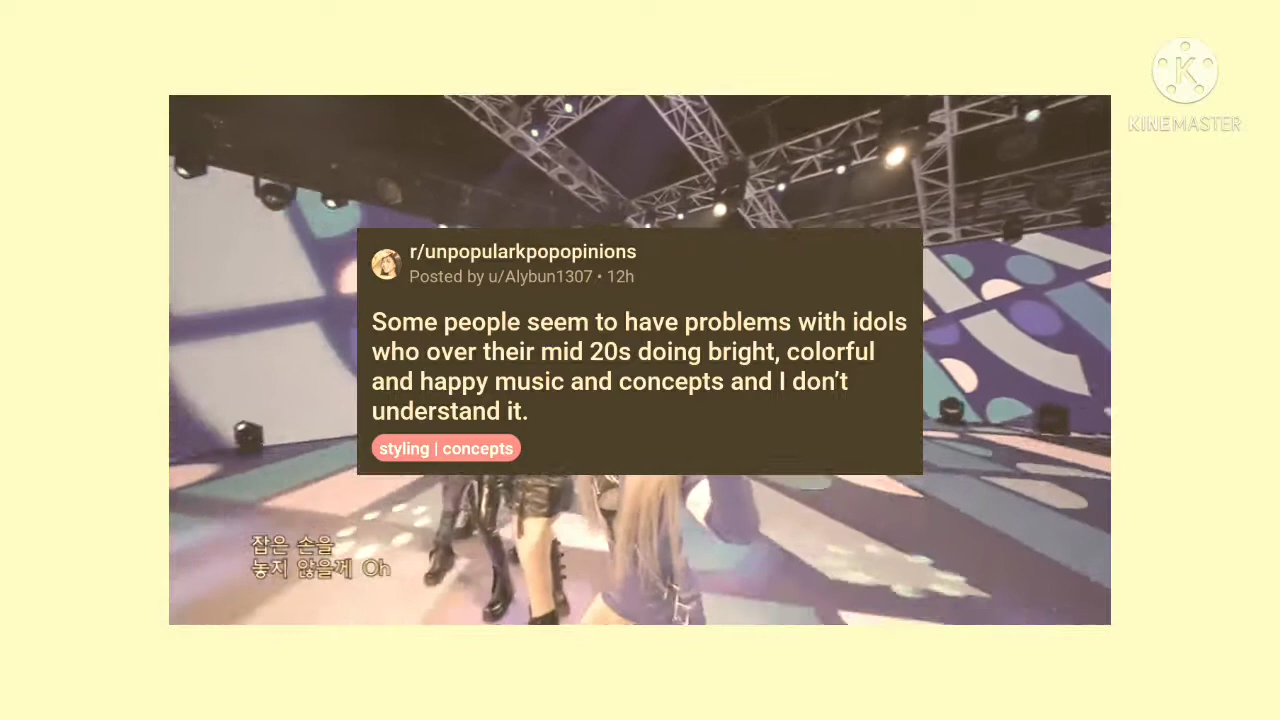 KINEMASTER
r/unpopularkpopopinions
Posted by u/Alybun1307 • 12h
Some people seem to have problems with idols
who over their mid 20s doing bright, colorful
and happy music and concepts and I don't
understand it.
styling | concepts
잡은 손을
놓지 않을게 Oh